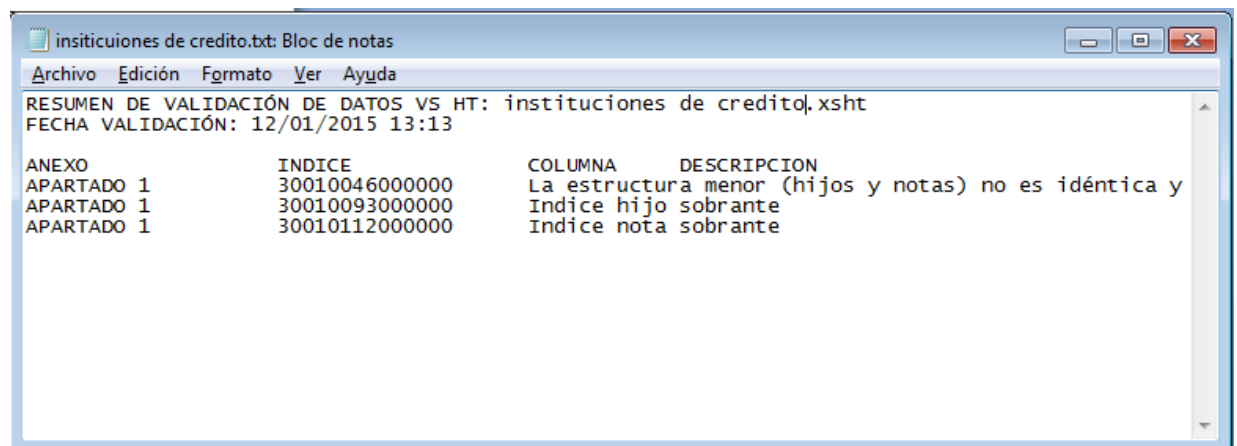 insiticuiones de credito.txt: Bloc de notas
Archivo Edición Formato Ver Ayuda
RESUMEN DE VALIDACIÓN DE DATOS VS HT: instituciones de credito.xsht
FECHA VALIDACIÓN: 12/01/2015 13:13
ANEXO INDICE COLUMNA DESCRIPCION
APARTADO 1 30010046000000 La estructura menor (hijos y notas) no es idéntica y
APARTADO 1 30010093000000 Indice hijo sobrante
APARTADO 1 30010112000000 Indice nota sobrante